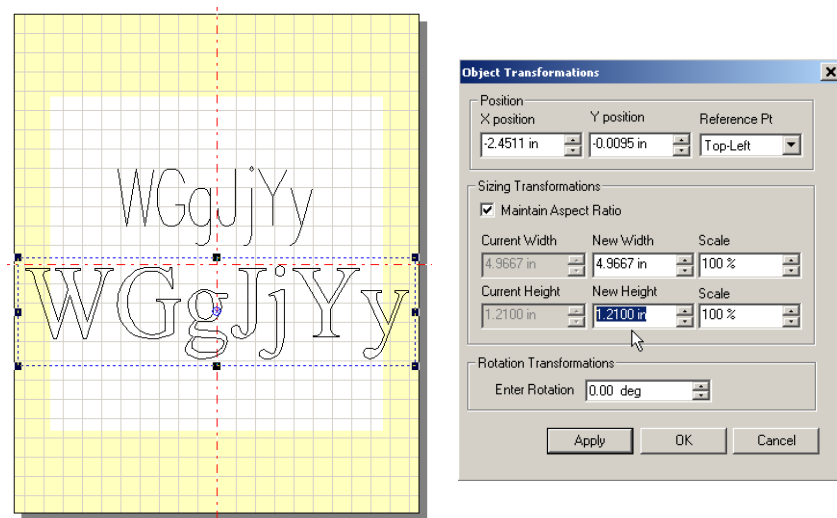 WGgJjYy
WGgJjYy
Object Transformations
Position
X position Y position Reference Pt
-2.4511 in -0.0095 in Top-Left
Sizing Transformations
Maintain Aspect Ratio
Current Width New Width Scale
4.9667 in 4.9667 in 100 %
Current Height New Height Scale
1.2100 in 1.2100 in 100 %
Rotation Transformations
Enter Rotation 0.00 deg
Apply OK Cancel